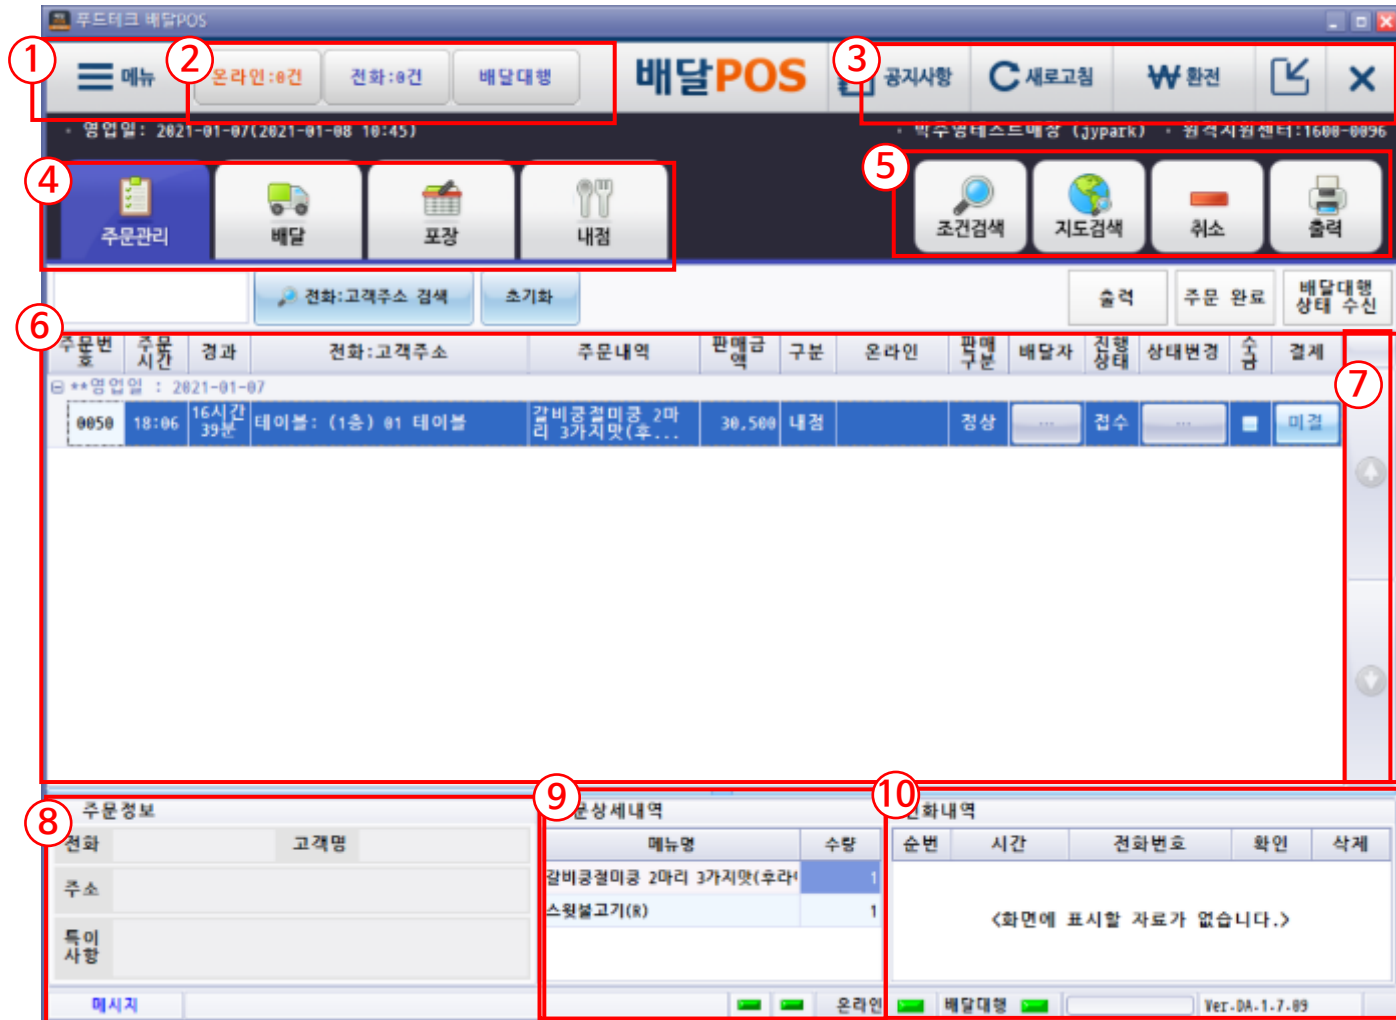 푸드테크 배달POS
① 메뉴 ② 온라인:0건 전화:0건 배달대행 배달POS ③ 공지사항 새로고침 ₩ 환전
· 영업일: 2021-01-07(2021-01-08 10:45) · 박주영테스트매장 (jypark) · 원격지원센터:1600-0096
④ 주문관리 배달 포장 내점 ⑤ 조건검색 지도검색 취소 출력
전화:고객주소 검색 초기화 출력 주문 완료 배달대행
상태 수신
⑥ 주문번호 주문시간 경과 전화:고객주소 주문내역 판매금액 구분 온라인 판매구분 배달자 진행상태 상태변경 수금 결제 ⑦
**영업일 : 2021-01-07
0050 18:06 16시간 39분 테이블: (1층) 01 테이블 갈비쿵절미쿵 2마리 3가지맛(후... 30,500 내점 정상 ... 접수 ... 미결
⑧ 주문정보 ⑨ 문상세내역 ⑩ 전화내역
전화 고객명 메뉴명 수량 순번 시간 전화번호 확인 삭제
주소 갈비쿵절미쿵 2마리 3가지맛(후라 1
스윗불고기(R) 1 <화면에 표시할 자료가 없습니다.>
특이
사항
메시지 온라인 배달대행 Ver.DA.1.7.09